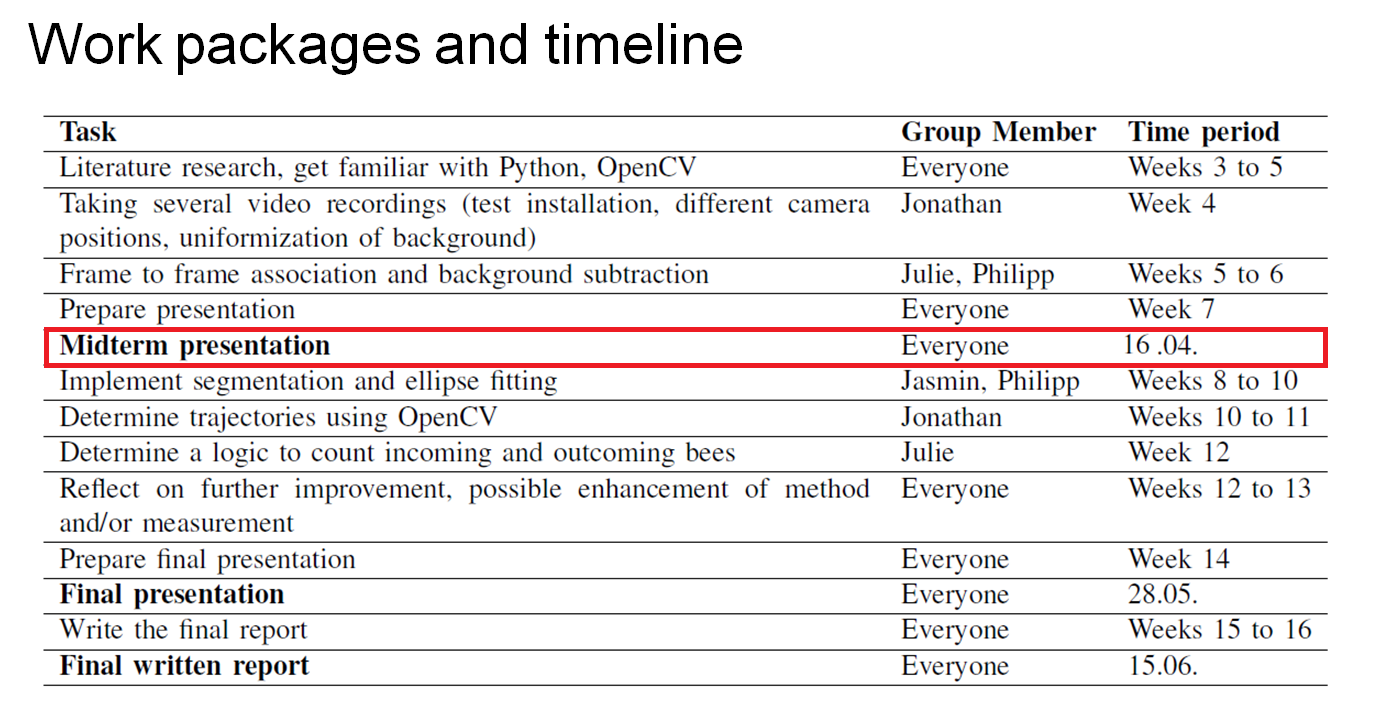 Work packages and timeline
Task Group Member Time period
Literature research, get familiar with Python, OpenCV Everyone Weeks 3 to 5
Taking several video recordings (test installation, different camera Jonathan Week 4
positions, uniformization of background)
Frame to frame association and background subtraction Julie, Philipp Weeks 5 to 6
Prepare presentation Everyone Week 7
Midterm presentation Everyone 16 .04.
Implement segmentation and ellipse fitting Jasmin, Philipp Weeks 8 to 10
Determine trajectories using OpenCV Jonathan Weeks 10 to 11
Determine a logic to count incoming and outcoming bees Julie Week 12
Reflect on further improvement, possible enhancement of method Everyone Weeks 12 to 13
and/or measurement
Prepare final presentation Everyone Week 14
Final presentation Everyone 28.05.
Write the final report Everyone Weeks 15 to 16
Final written report Everyone 15.06.